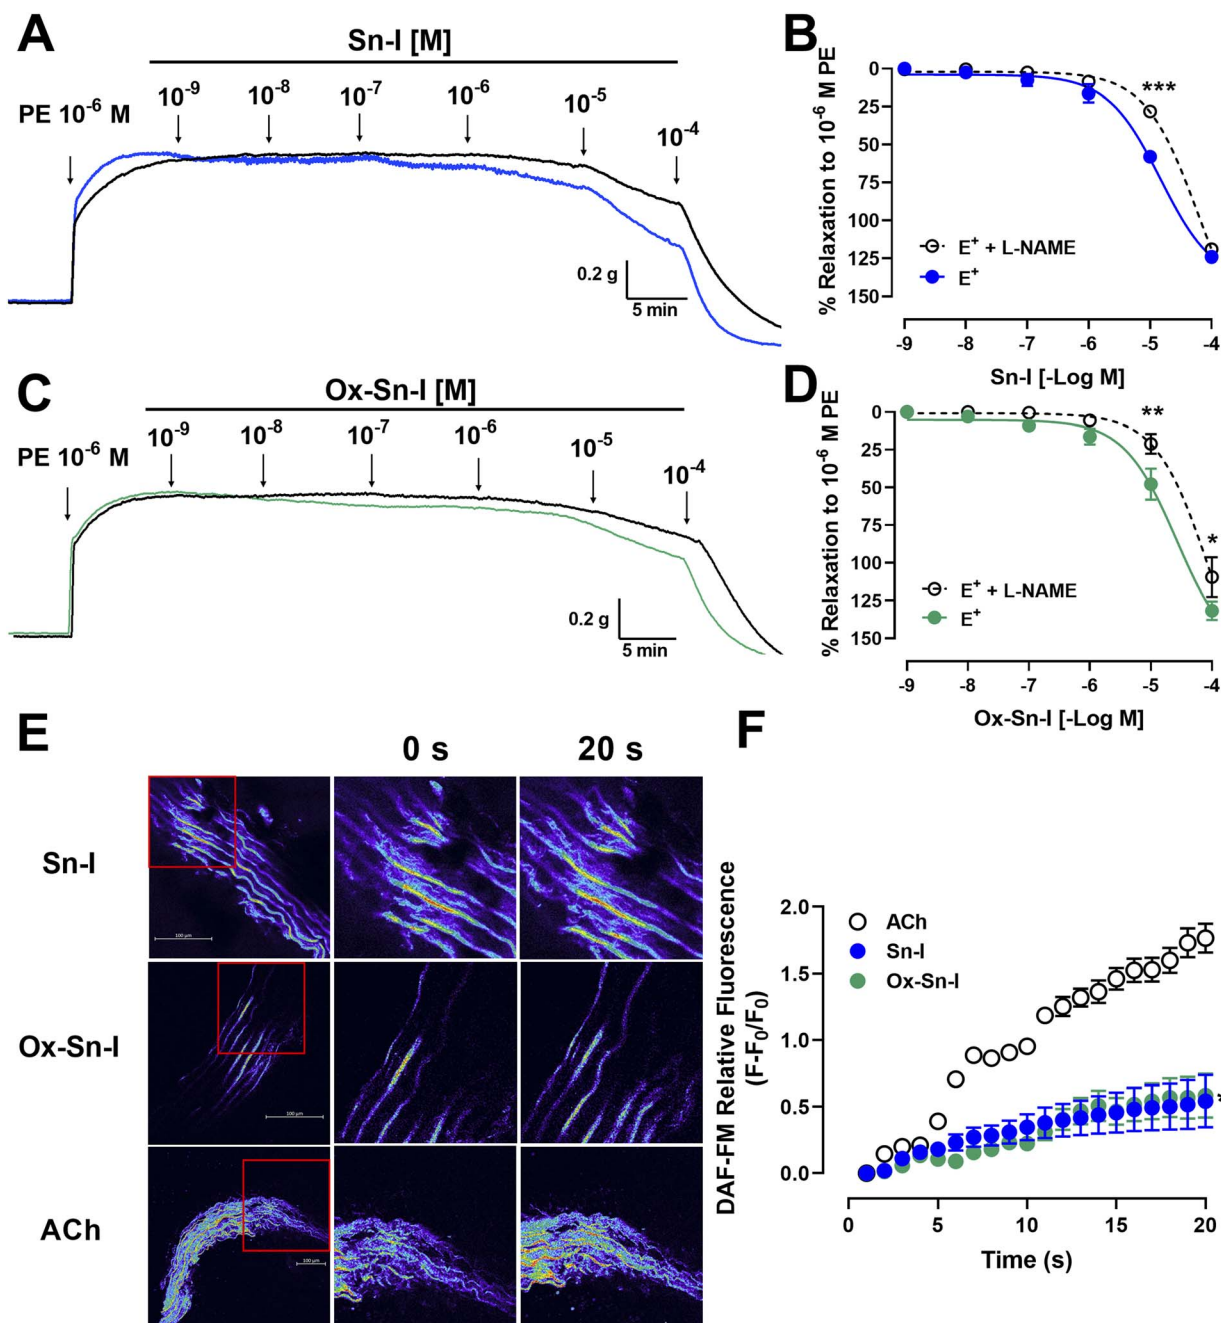 A
Sn-I [M]
PE 10⁻⁶ M
10⁻⁹
10⁻⁸
10⁻⁷
10⁻⁶
10⁻⁵
10⁻⁴
0.2 g
5 min
B
% Relaxation to 10⁻⁶ M PE
0
25
50
75
100
125
150
***
E⁺ + L-NAME
E⁺
-9
-8
-7
-6
-5
-4
Sn-I [-Log M]
C
Ox-Sn-I [M]
PE 10⁻⁶ M
10⁻⁹
10⁻⁸
10⁻⁷
10⁻⁶
10⁻⁵
10⁻⁴
0.2 g
5 min
D
% Relaxation to 10⁻⁶ M PE
0
25
50
75
100
125
150
**
*
E⁺ + L-NAME
E⁺
-9
-8
-7
-6
-5
-4
Ox-Sn-I [-Log M]
E
0 s
20 s
Sn-I
100 µm
Ox-Sn-I
100 µm
ACh
100 µm
F
DAF-FM Relative Fluorescence
(F-F₀/F₀)
2.0
1.5
1.0
0.5
0.0
ACh
Sn-I
Ox-Sn-I
*
0
5
10
15
20
Time (s)